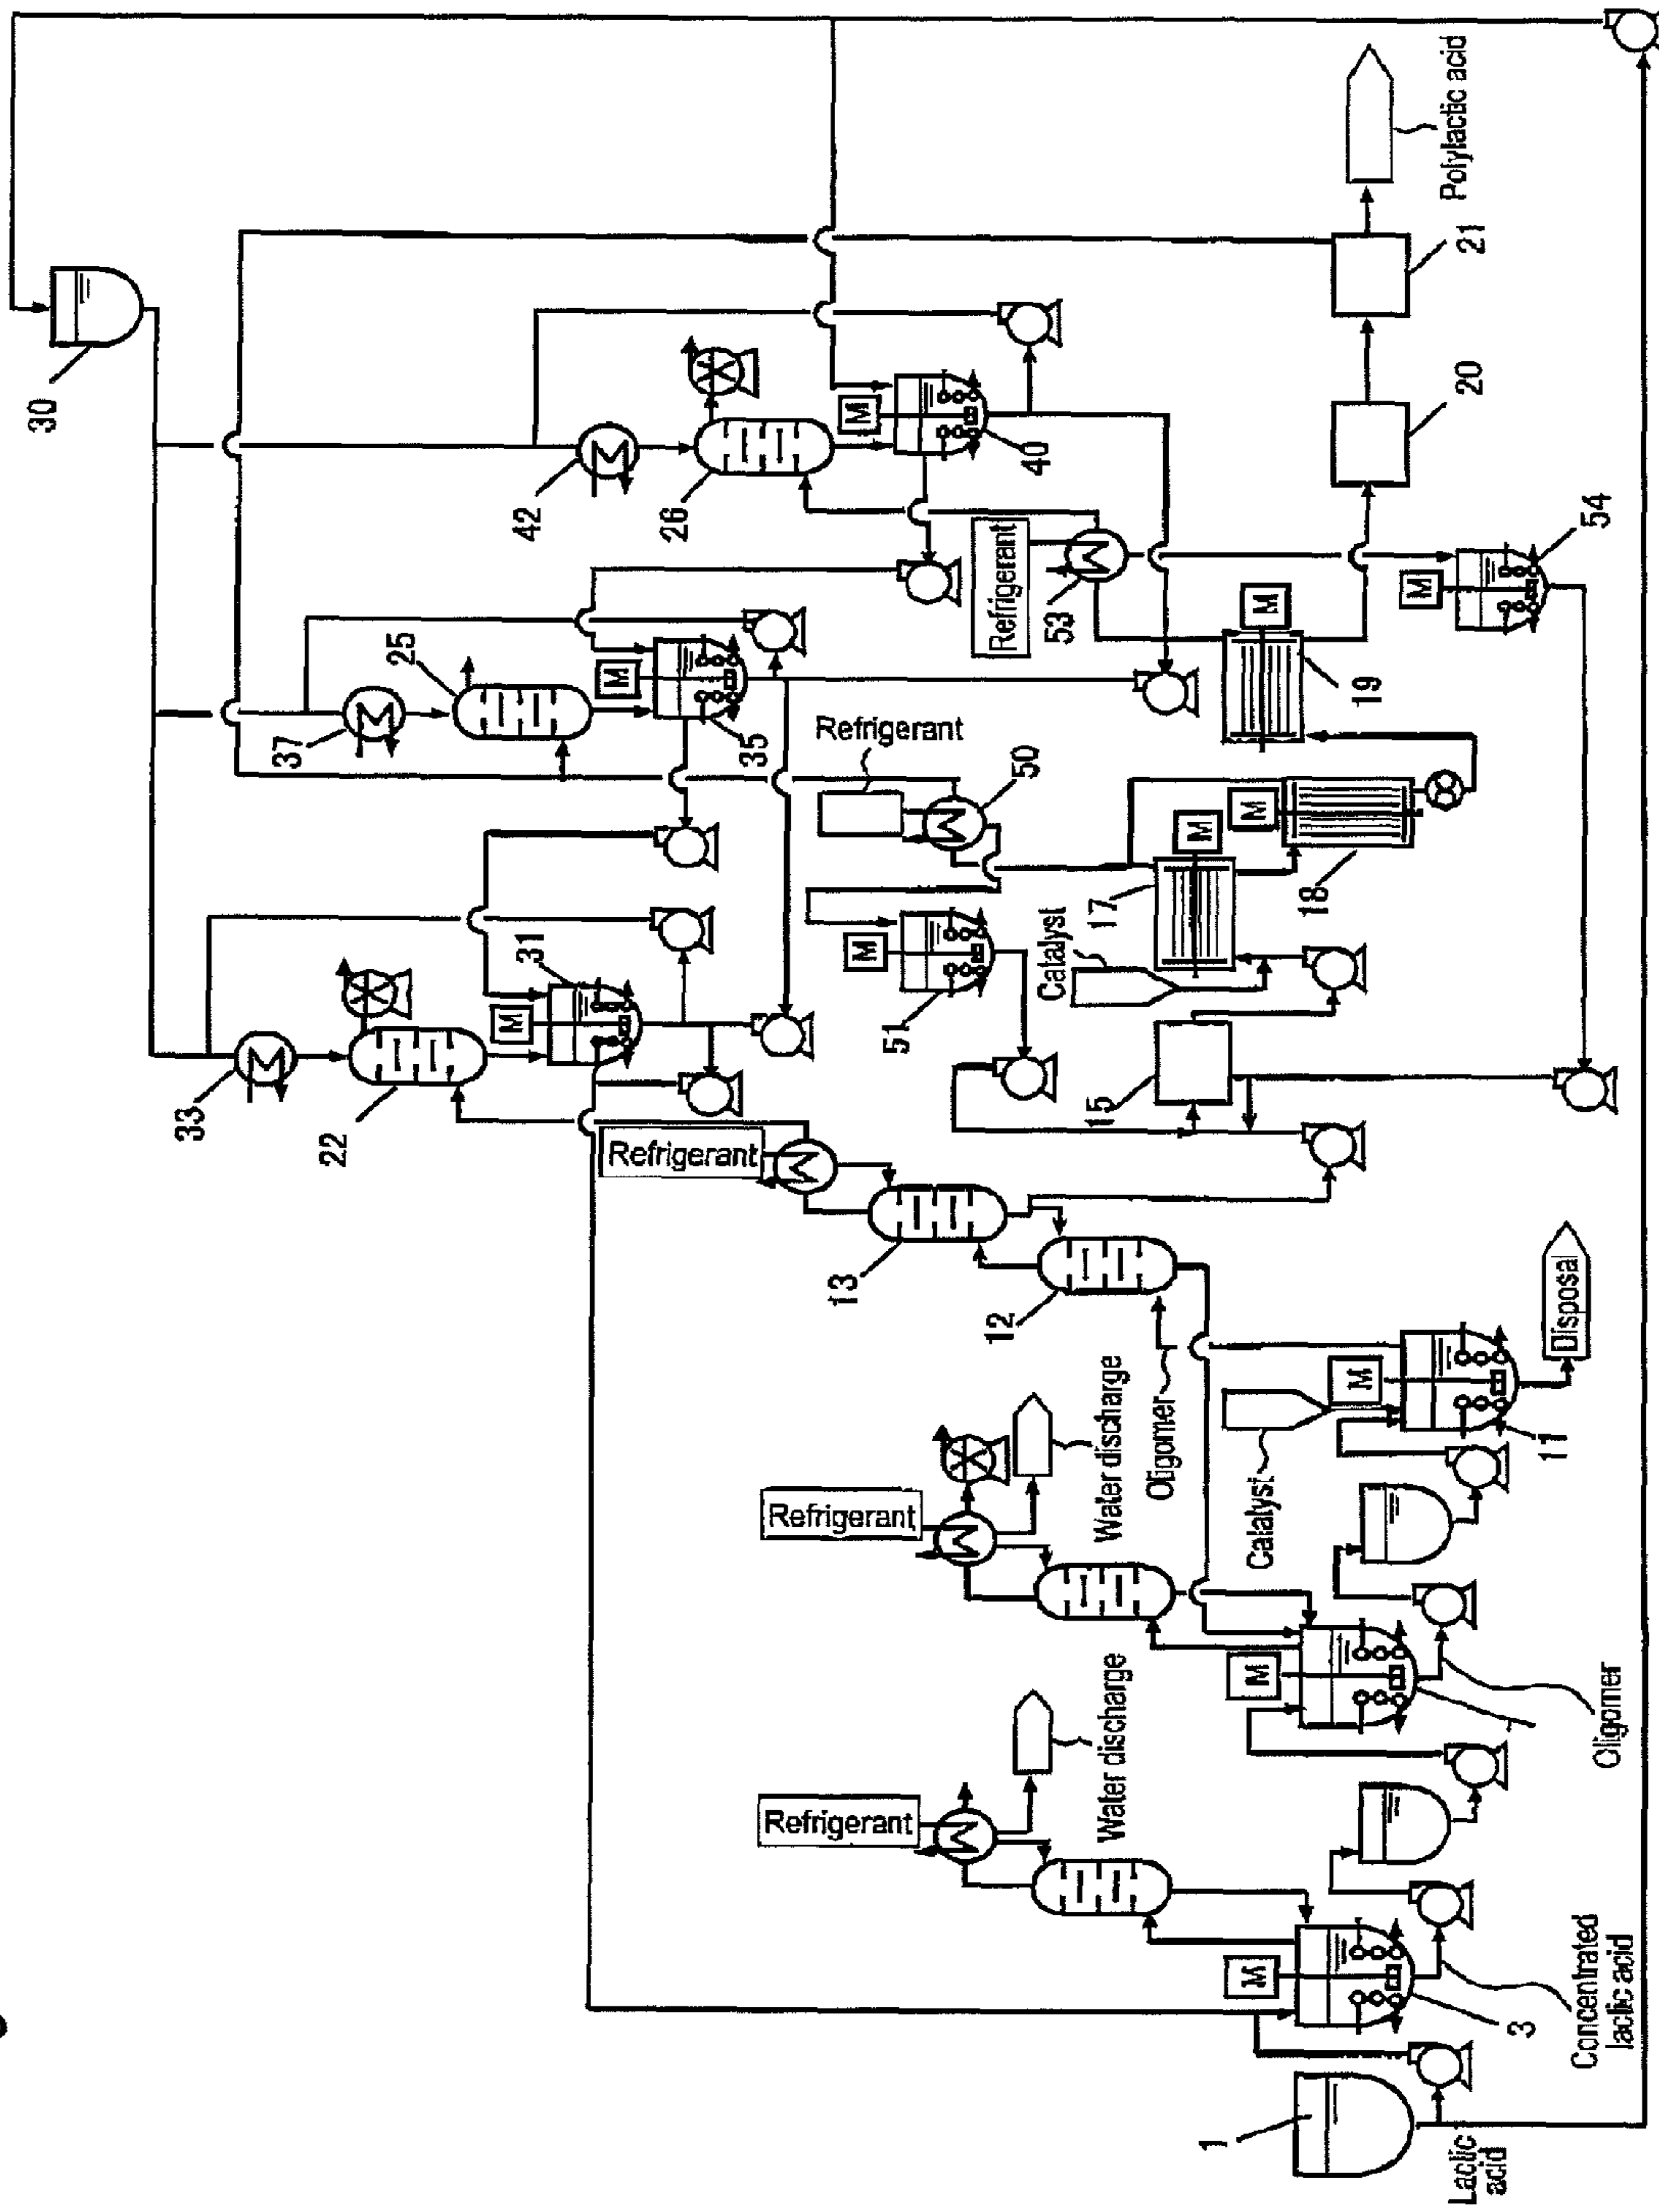 30
33
22
37
25
42
26
31
35
40
M
M
M
Refrigerant
Refrigerant
Refrigerant
50
53
51
M
13
12
15
Catalyst
17
M
18
M
19
M
54
M
20
21
Polylactic acid
Refrigerant
Water discharge
Oligomer
Catalyst
M
11
Disposal
Refrigerant
Water discharge
M
Oligomer
M
3
Concentrated
lactic acid
1
Lactic
acid